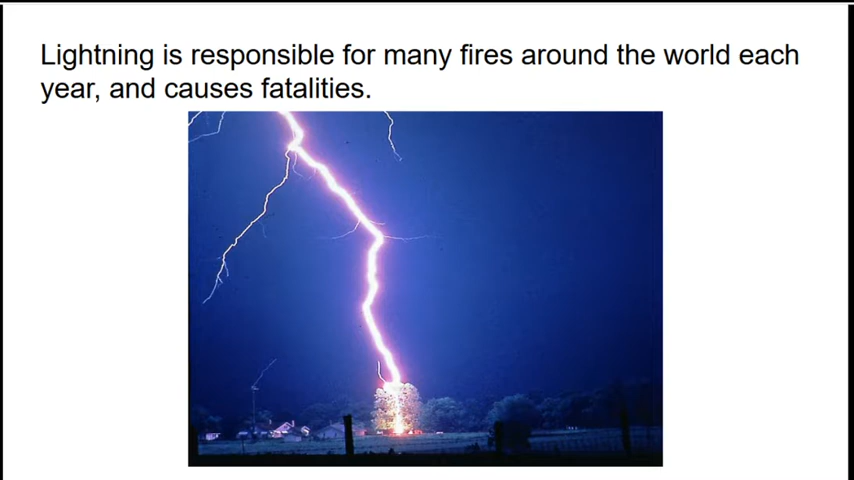 Lightning is responsible for many fires around the world each
year, and causes fatalities.